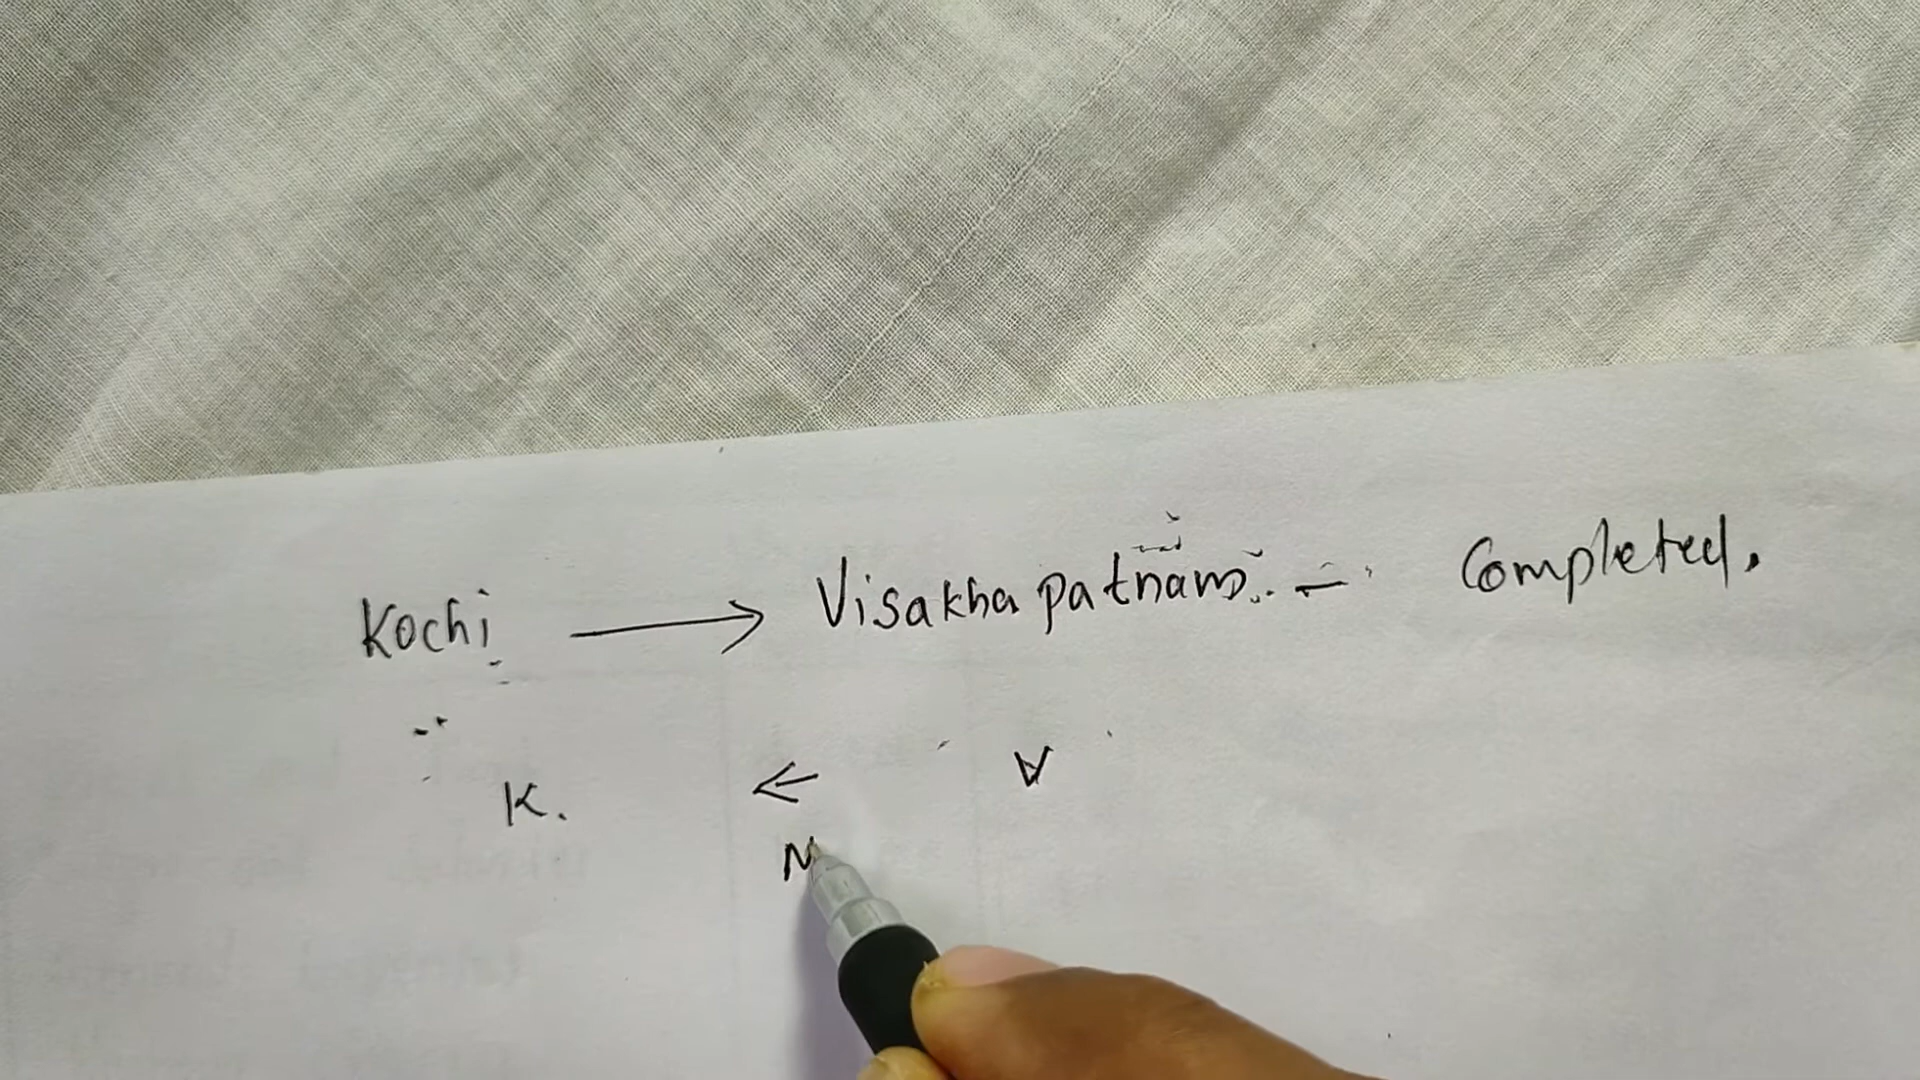 Kochi → Visakhapatnam - Completed.
K. ← V
N